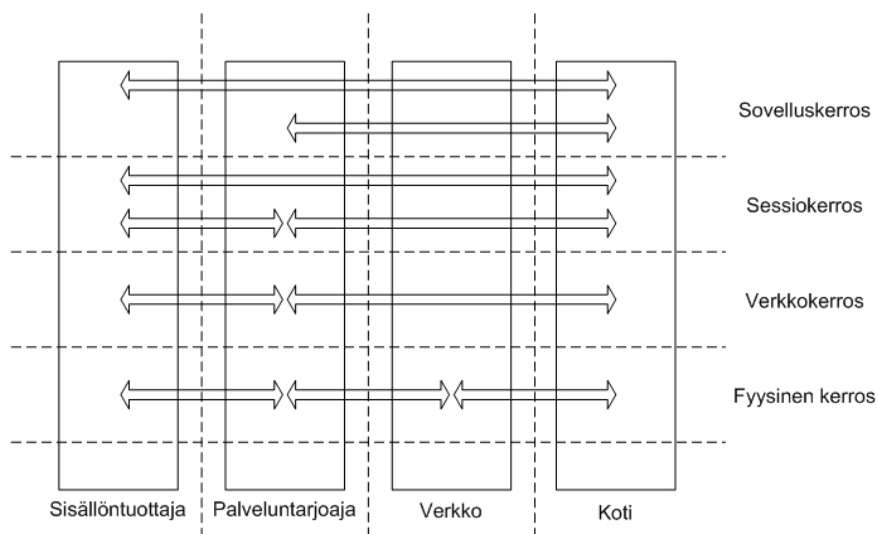 Sovelluskerros
Sessiokerros
Verkkokerros
Fyysinen kerros
Sisällöntuottaja
Palveluntarjoaja
Verkko
Koti